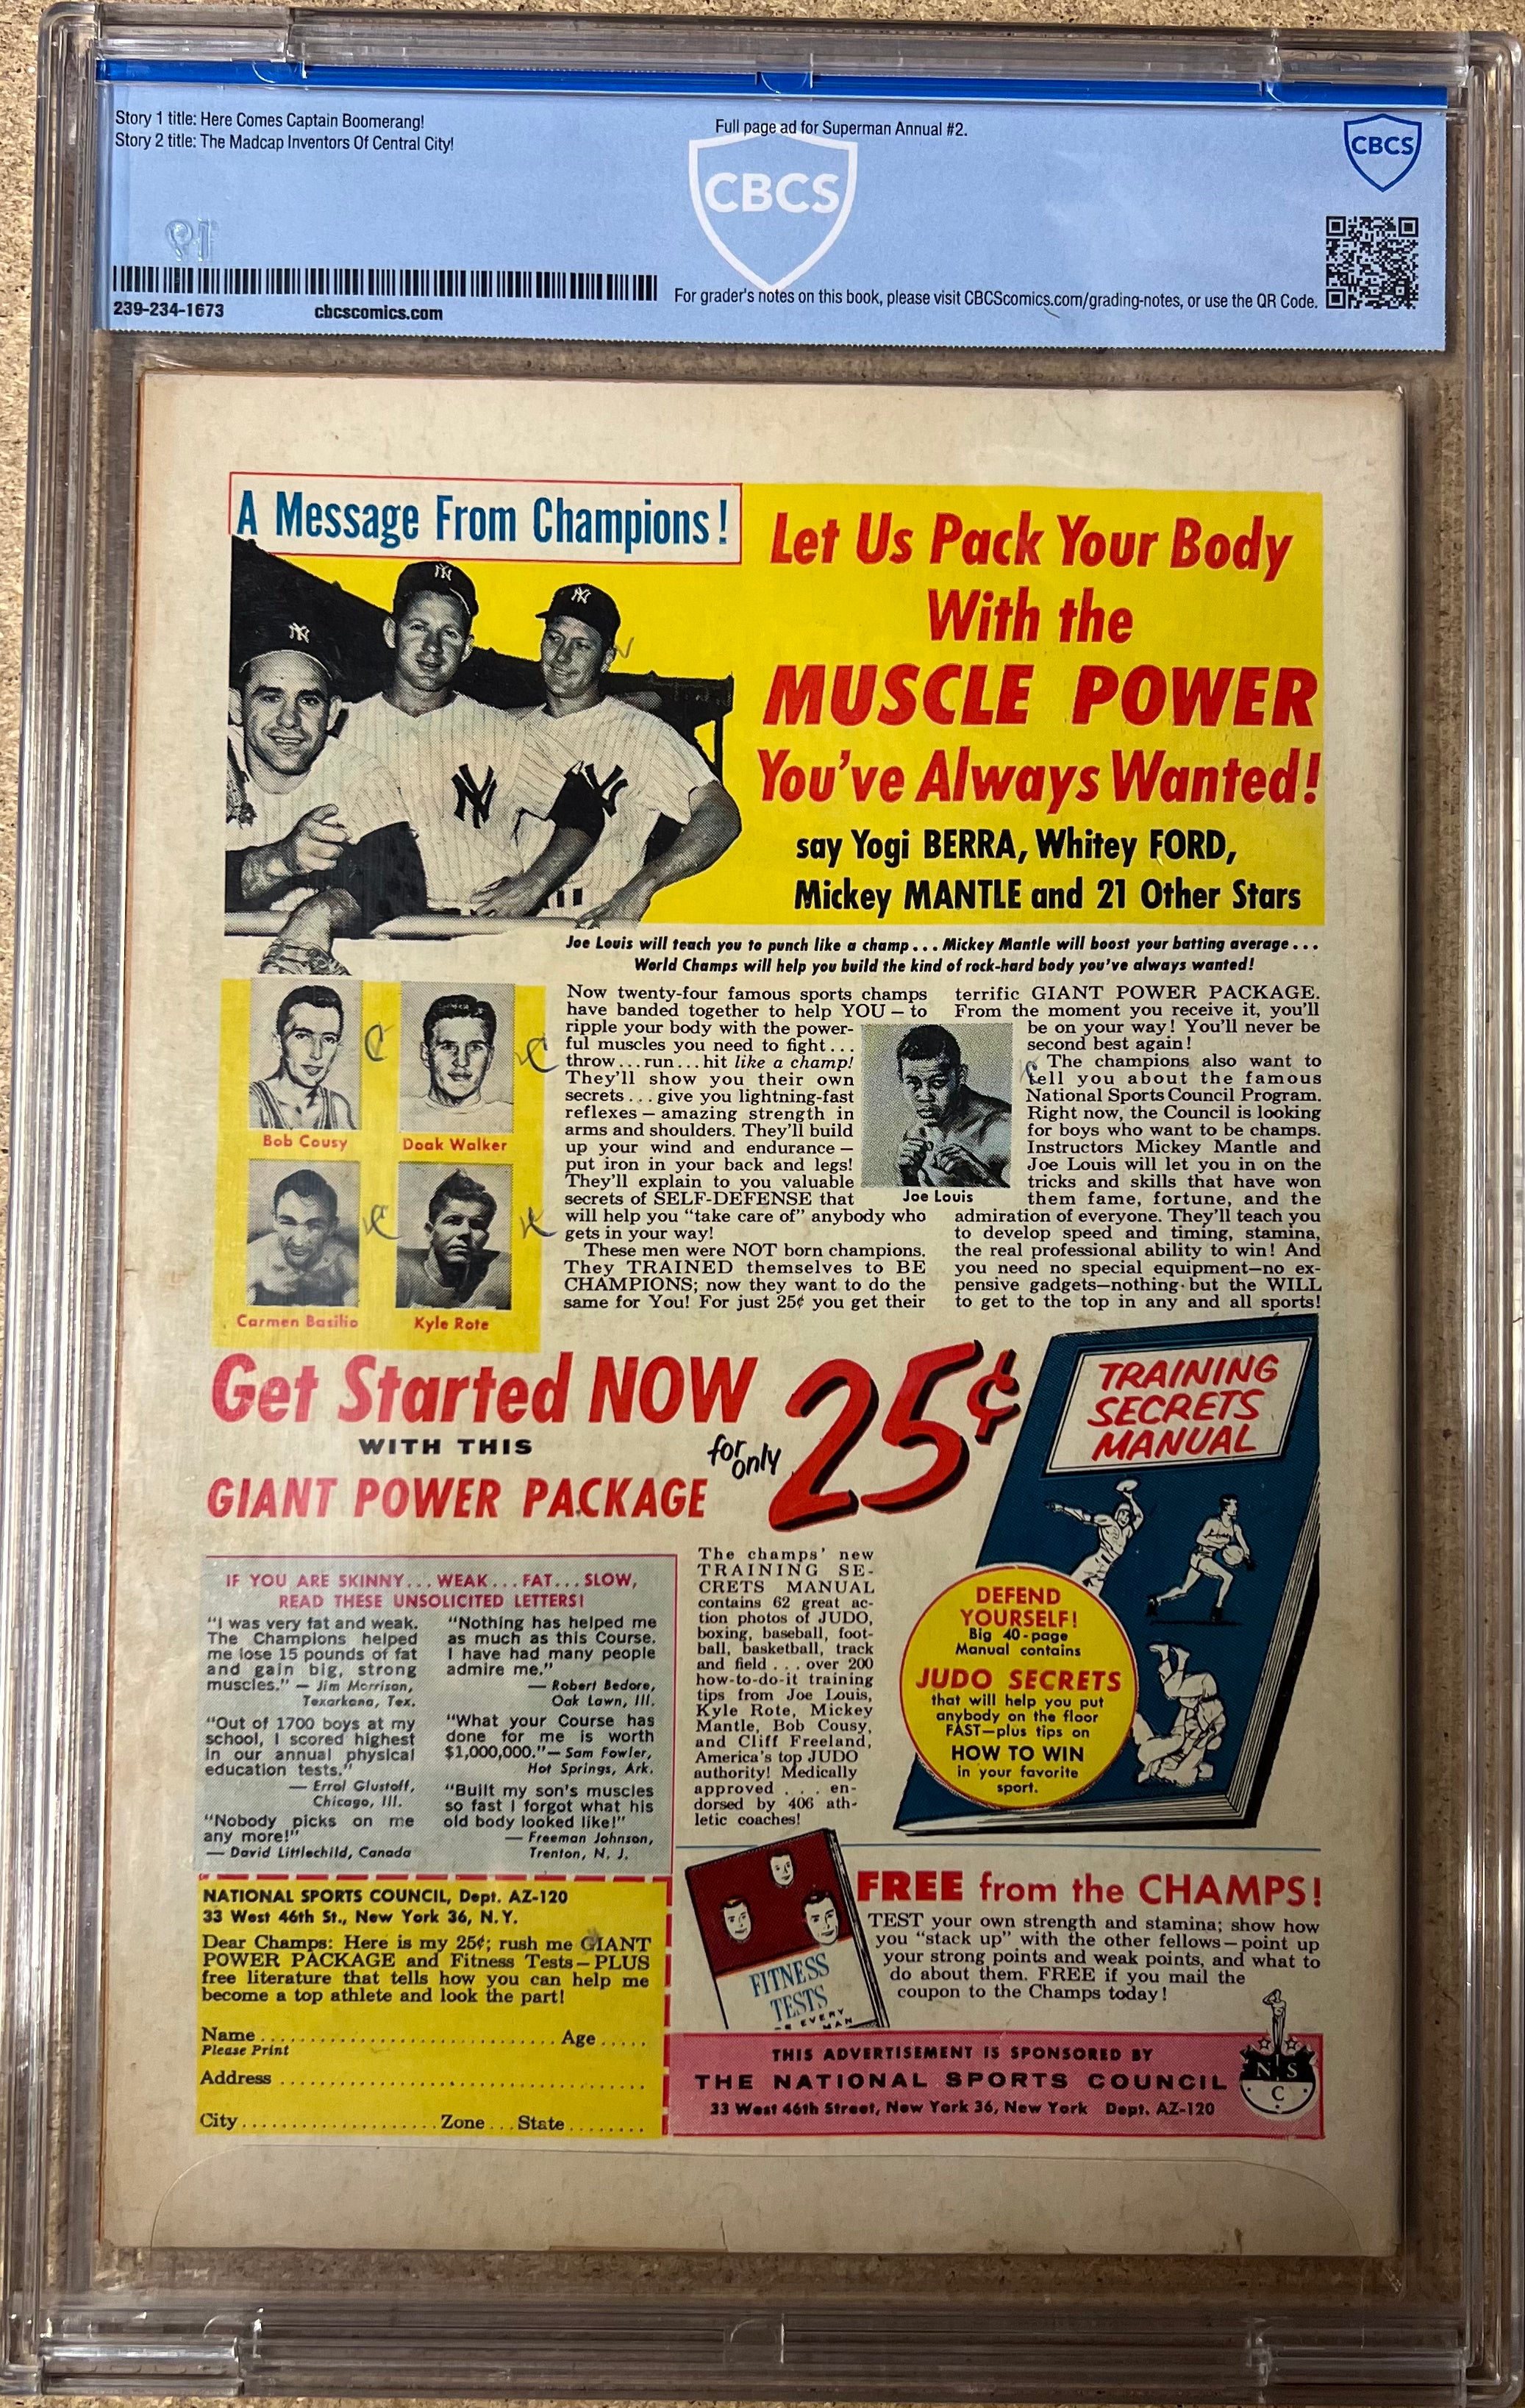 Story 1 title: Here Comes Captain Boomerang!
Story 2 title: The Madcap Inventors Of Central City!
Full page ad for Superman Annual #2.
CBCS
CBCS
239-234-1673
cbcscomics.com
For grader's notes on this book, please visit CBCScomics.com/grading-notes, or use the QR Code.
A Message From Champions!
Let Us Pack Your Body
With the
MUSCLE POWER
You've Always Wanted!
say Yogi BERRA, Whitey FORD,
Mickey MANTLE and 21 Other Stars
Joe Louis will teach you to punch like a champ... Mickey Mantle will boost your batting average...
World Champs will help you build the kind of rock-hard body you've always wanted!
Bob Cousy
Doak Walker
Carmen Basilio
Kyle Rote
Now twenty-four famous sports champs
have banded together to help YOU — to
ripple your body with the power-
ful muscles you need to fight...
throw...run...hit like a champ!
They'll show you their own
secrets...give you lightning-fast
reflexes — amazing strength in
arms and shoulders. They'll build
up your wind and endurance —
put iron in your back and legs!
They'll explain to you valuable
secrets of SELF-DEFENSE that
will help you "take care of" anybody who
gets in your way!
These men were NOT born champions.
They TRAINED themselves to BE
CHAMPIONS; now they want to do the
same for You! For just 25¢ you get their
Joe Louis
terrific GIANT POWER PACKAGE.
From the moment you receive it, you'll
be on your way! You'll never be
second best again!
The champions also want to
tell you about the famous
National Sports Council Program.
Right now, the Council is looking
for boys who want to be champs.
Instructors Mickey Mantle and
Joe Louis will let you in on the
tricks and skills that have won
them fame, fortune, and the
admiration of everyone. They'll teach you
to develop speed and timing, stamina,
the real professional ability to win! And
you need no special equipment—no ex-
pensive gadgets—nothing but the WILL
to get to the top in any and all sports!
Get Started NOW
WITH THIS
GIANT POWER PACKAGE
for only
25¢
TRAINING
SECRETS
MANUAL
DEFEND
YOURSELF!
Big 40-page
Manual contains
JUDO SECRETS
that will help you put
anybody on the floor
FAST—plus tips on
HOW TO WIN
in your favorite
sport.
IF YOU ARE SKINNY...WEAK...FAT...SLOW,
READ THESE UNSOLICITED LETTERS!
"I was very fat and weak.
The Champions helped
me lose 15 pounds of fat
and gain big, strong
muscles." — Jim Morrison,
Texarkana, Tex.
"Out of 1700 boys at my
school, I scored highest
in our annual physical
education tests."
— Errol Glustoff,
Chicago, Ill.
"Nobody picks on me
any more!"
— David Littlechild, Canada
"Nothing has helped me
as much as this Course.
I have had many people
admire me."
— Robert Bedore,
Oak Lawn, Ill.
"What your Course has
done for me is worth
$1,000,000."— Sam Fowler,
Hot Springs, Ark.
"Built my son's muscles
so fast I forgot what his
old body looked like!"
— Freeman Johnson,
Trenton, N. J.
The champs' new
TRAINING SE-
CRETS MANUAL
contains 62 great ac-
tion photos of JUDO,
boxing, baseball, foot-
ball, basketball, track
and field...over 200
how-to-do-it training
tips from Joe Louis,
Kyle Rote, Mickey
Mantle, Bob Cousy,
and Cliff Freeland,
America's top JUDO
authority! Medically
approved . . en-
dorsed by 406 ath-
letic coaches!
NATIONAL SPORTS COUNCIL, Dept. AZ-120
33 West 46th St., New York 36, N.Y.
Dear Champs: Here is my 25¢; rush me GIANT
POWER PACKAGE and Fitness Tests—PLUS
free literature that tells how you can help me
become a top athlete and look the part!
Name..............................Age.....
Please Print
Address.....................................
City....................Zone...State........
FITNESS
TESTS
EVERY
MAN
FREE from the CHAMPS!
TEST your own strength and stamina; show how
you "stack up" with the other fellows—point up
your strong points and weak points, and what to
do about them. FREE if you mail the
coupon to the Champs today!
THIS ADVERTISEMENT IS SPONSORED BY
THE NATIONAL SPORTS COUNCIL
33 West 46th Street, New York 36, New York Dept. AZ-120
N S
C